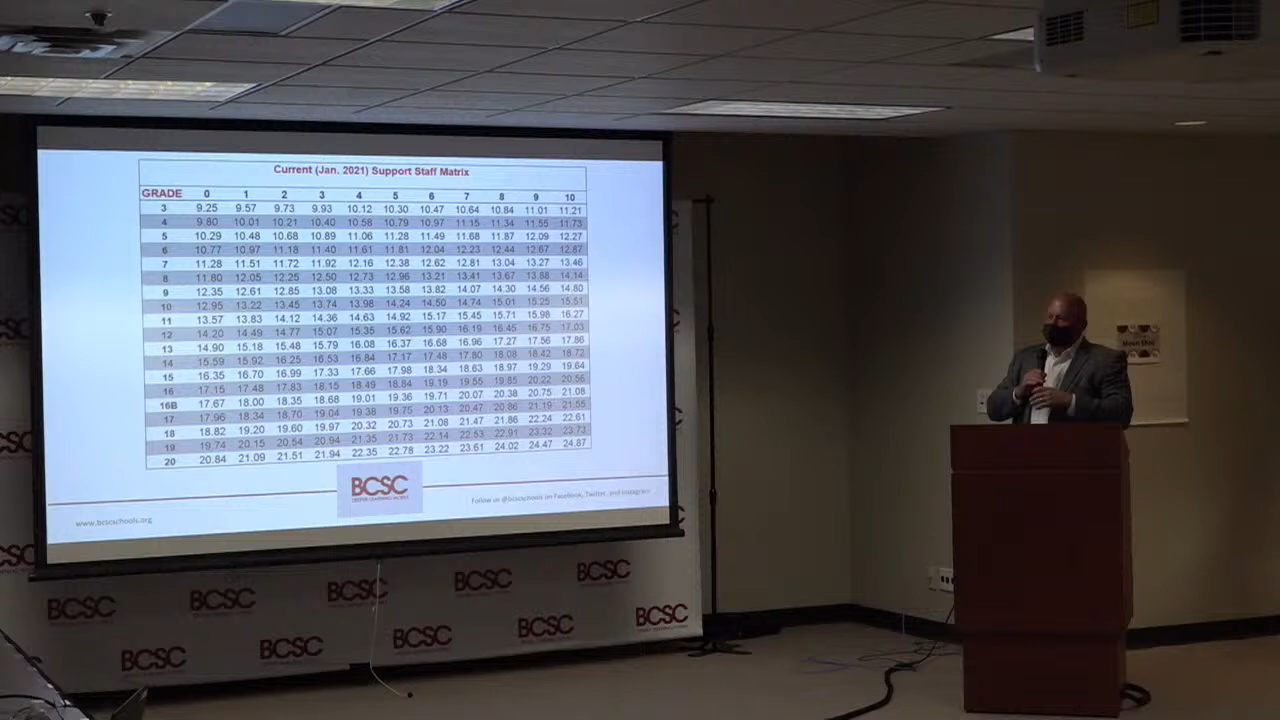 Current (Jan. 2021) Support Staff Matrix
GRADE 0 1 2 3 4 5 6 7 8 9 10
3 9.25 9.57 9.73 9.93 10.12 10.30 10.47 10.64 10.84 11.01 11.21
4 9.80 10.01 10.21 10.40 10.58 10.79 10.97 11.15 11.34 11.55 11.73
5 10.29 10.48 10.68 10.89 11.06 11.28 11.49 11.68 11.87 12.09 12.27
6 10.77 10.97 11.18 11.40 11.61 11.81 12.04 12.23 12.44 12.67 12.87
7 11.28 11.51 11.72 11.92 12.16 12.38 12.62 12.81 13.04 13.27 13.46
8 11.80 12.05 12.25 12.50 12.73 12.96 13.21 13.41 13.67 13.88 14.14
9 12.35 12.61 12.85 13.08 13.33 13.58 13.82 14.07 14.30 14.56 14.80
10 12.95 13.22 13.45 13.74 13.98 14.24 14.50 14.74 15.01 15.25 15.51
11 13.57 13.83 14.12 14.36 14.63 14.92 15.17 15.45 15.71 15.98 16.27
12 14.20 14.49 14.77 15.07 15.35 15.62 15.90 16.19 16.45 16.75 17.03
13 14.90 15.18 15.48 15.79 16.08 16.37 16.68 16.96 17.27 17.56 17.86
14 15.59 15.92 16.25 16.53 16.84 17.17 17.48 17.80 18.08 18.42 18.72
15 16.35 16.70 16.99 17.33 17.66 17.98 18.34 18.63 18.97 19.29 19.64
16 17.15 17.48 17.83 18.15 18.49 18.84 19.19 19.55 19.85 20.22 20.56
16B 17.67 18.00 18.35 18.68 19.01 19.36 19.71 20.07 20.38 20.75 21.08
17 17.96 18.34 18.70 19.04 19.38 19.75 20.13 20.47 20.86 21.19 21.55
18 18.82 19.20 19.60 19.97 20.32 20.73 21.08 21.47 21.86 22.24 22.61
19 19.74 20.15 20.54 20.94 21.35 21.73 22.14 22.53 22.91 23.32 23.73
20 20.84 21.09 21.51 21.94 22.35 22.78 23.22 23.61 24.02 24.47 24.87
BCSC
DEEPER LEARNING WORKS
www.bcscschools.org
Follow us @bcscschools on Facebook, Twitter, and Instagram
Moon Shot
BCSC BCSC BCSC BCSC BCSC
BCSC BCSC BCSC BCSC BCSC